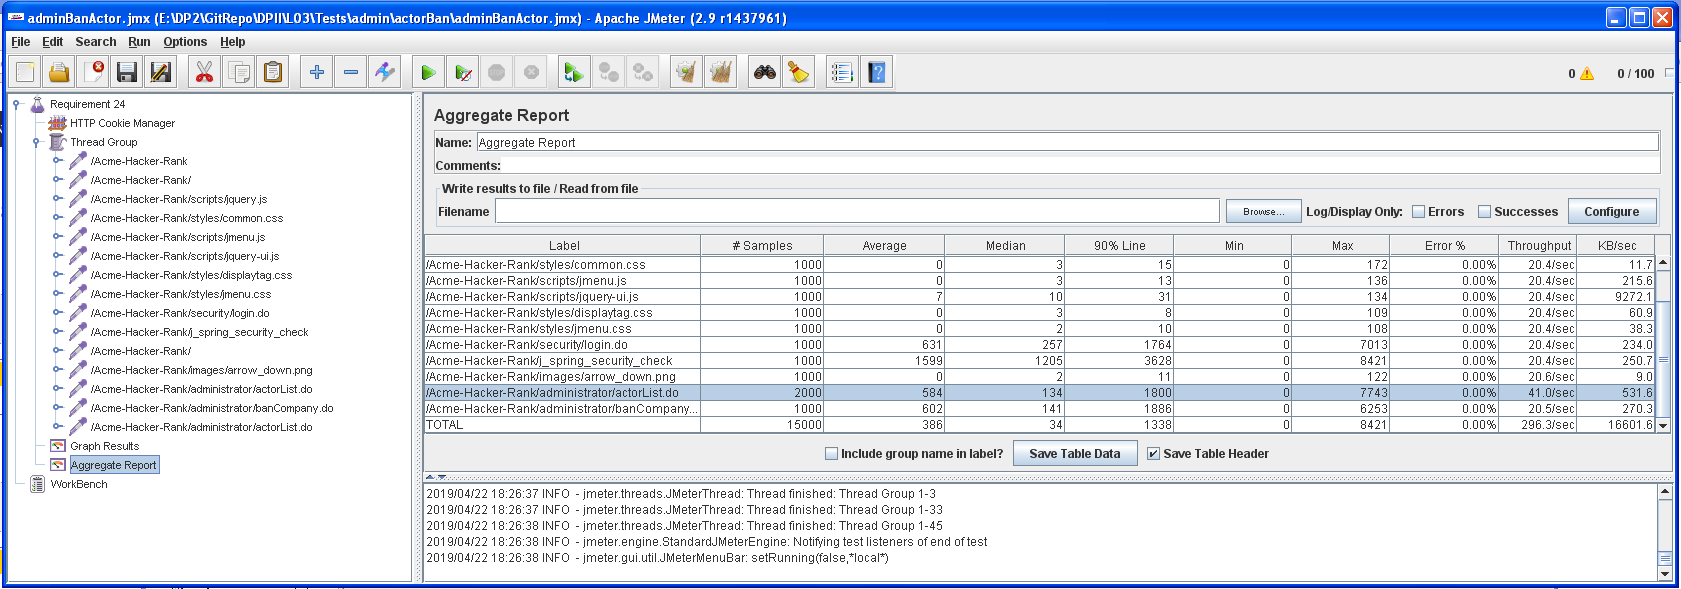 adminBanActor.jmx (E:\DP2\GitRepo\DPII\L03\Tests\admin\actorBan\adminBanActor.jmx) - Apache JMeter (2.9 r1437961)
File Edit Search Run Options Help
0 0 / 100
Requirement 24
HTTP Cookie Manager
Thread Group
/Acme-Hacker-Rank
/Acme-Hacker-Rank/
/Acme-Hacker-Rank/scripts/jquery.js
/Acme-Hacker-Rank/styles/common.css
/Acme-Hacker-Rank/scripts/jmenu.js
/Acme-Hacker-Rank/scripts/jquery-ui.js
/Acme-Hacker-Rank/styles/displaytag.css
/Acme-Hacker-Rank/styles/jmenu.css
/Acme-Hacker-Rank/security/login.do
/Acme-Hacker-Rank/j_spring_security_check
/Acme-Hacker-Rank/
/Acme-Hacker-Rank/images/arrow_down.png
/Acme-Hacker-Rank/administrator/actorList.do
/Acme-Hacker-Rank/administrator/banCompany.do
/Acme-Hacker-Rank/administrator/actorList.do
Graph Results
Aggregate Report
WorkBench
Aggregate Report
Name: Aggregate Report
Comments:
Write results to file / Read from file
Filename Browse... Log/Display Only: Errors Successes Configure
Label # Samples Average Median 90% Line Min Max Error % Throughput KB/sec
/Acme-Hacker-Rank/styles/common.css 1000 0 3 15 0 172 0.00% 20.4/sec 11.7
/Acme-Hacker-Rank/scripts/jmenu.js 1000 0 3 13 0 136 0.00% 20.4/sec 215.6
/Acme-Hacker-Rank/scripts/jquery-ui.js 1000 7 10 31 0 134 0.00% 20.4/sec 9272.1
/Acme-Hacker-Rank/styles/displaytag.css 1000 0 3 8 0 109 0.00% 20.4/sec 60.9
/Acme-Hacker-Rank/styles/jmenu.css 1000 0 2 10 0 108 0.00% 20.4/sec 38.3
/Acme-Hacker-Rank/security/login.do 1000 631 257 1764 0 7013 0.00% 20.4/sec 234.0
/Acme-Hacker-Rank/j_spring_security_check 1000 1599 1205 3628 0 8421 0.00% 20.4/sec 250.7
/Acme-Hacker-Rank/images/arrow_down.png 1000 0 2 11 0 122 0.00% 20.6/sec 9.0
/Acme-Hacker-Rank/administrator/actorList.do 2000 584 134 1800 0 7743 0.00% 41.0/sec 531.6
/Acme-Hacker-Rank/administrator/banCompany... 1000 602 141 1886 0 6253 0.00% 20.5/sec 270.3
TOTAL 15000 386 34 1338 0 8421 0.00% 296.3/sec 16601.6
Include group name in label? Save Table Data Save Table Header
2019/04/22 18:26:37 INFO - jmeter.threads.JMeterThread: Thread finished: Thread Group 1-3
2019/04/22 18:26:37 INFO - jmeter.threads.JMeterThread: Thread finished: Thread Group 1-33
2019/04/22 18:26:38 INFO - jmeter.threads.JMeterThread: Thread finished: Thread Group 1-45
2019/04/22 18:26:38 INFO - jmeter.engine.StandardJMeterEngine: Notifying test listeners of end of test
2019/04/22 18:26:38 INFO - jmeter.gui.util.JMeterMenuBar: setRunning(false,*local*)